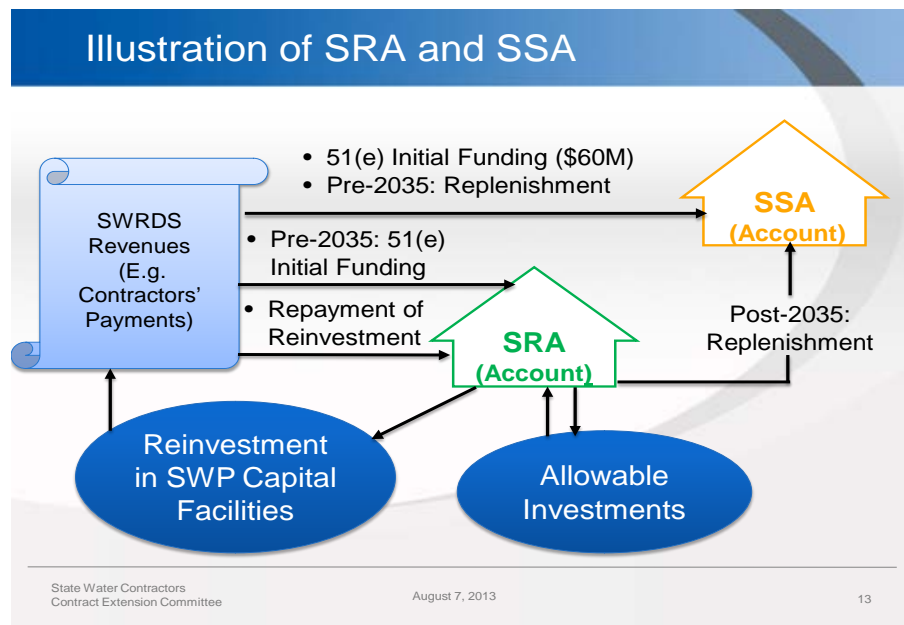 Illustration of SRA and SSA
• 51(e) Initial Funding ($60M)
• Pre-2035: Replenishment
SSA
(Account)
SWRDS
Revenues
(E.g.
Contractors’
Payments)
• Pre-2035: 51(e)
Initial Funding
• Repayment of
Reinvestment
SRA
(Account)
Post-2035:
Replenishment
Reinvestment
in SWP Capital
Facilities
Allowable
Investments
State Water Contractors
Contract Extension Committee
August 7, 2013
13